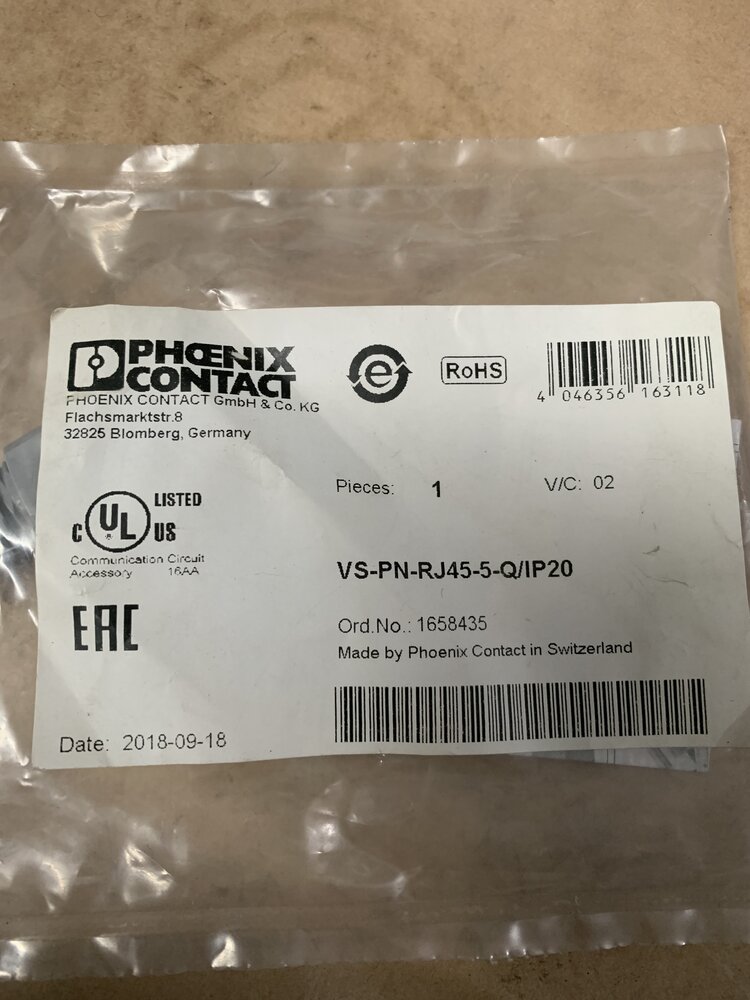 PHŒNIX
CONTACT
PHOENIX CONTACT GmbH & Co. KG
Flachsmarktstr.8
32825 Blomberg, Germany
e
RoHS
4 046356 163118
Pieces: 1
V/C: 02
c UL US LISTED
Communication Circuit
Accessory 16AA
VS-PN-RJ45-5-Q/IP20
EAC
Ord.No.: 1658435
Made by Phoenix Contact in Switzerland
Date: 2018-09-18